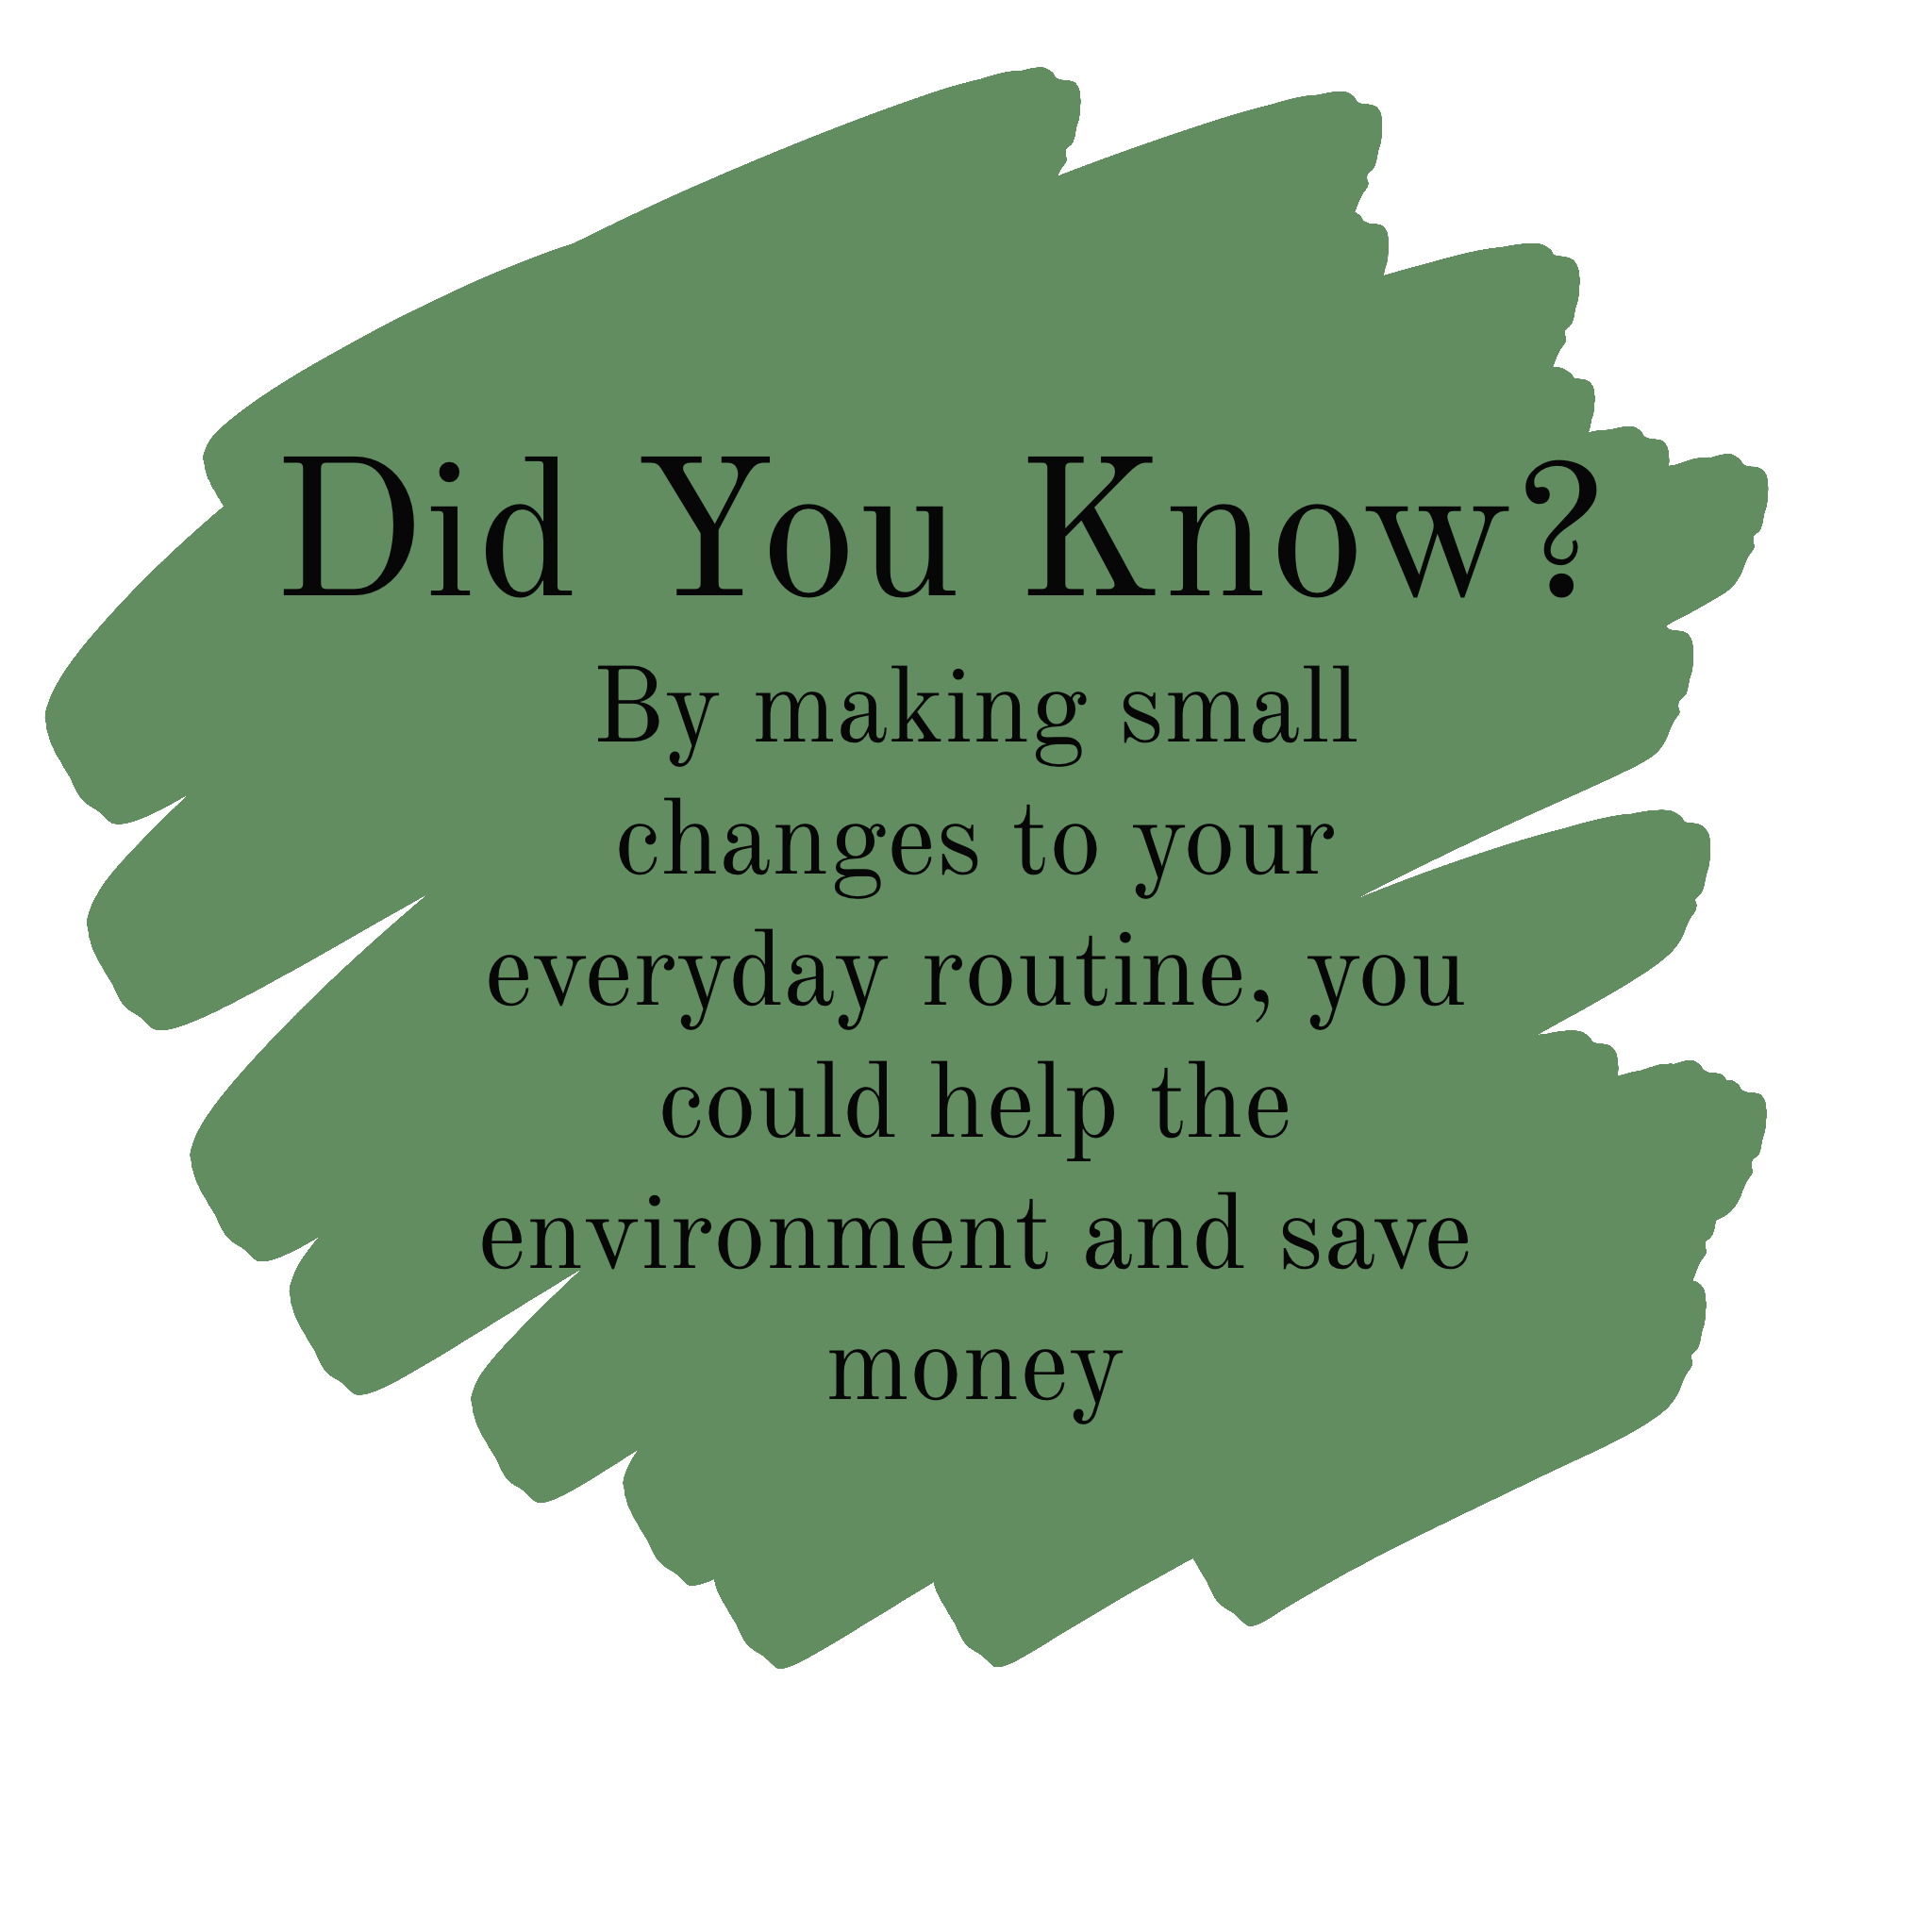 Did You Know?
By making small
changes to your
everyday routine, you
could help the
environment and save
money